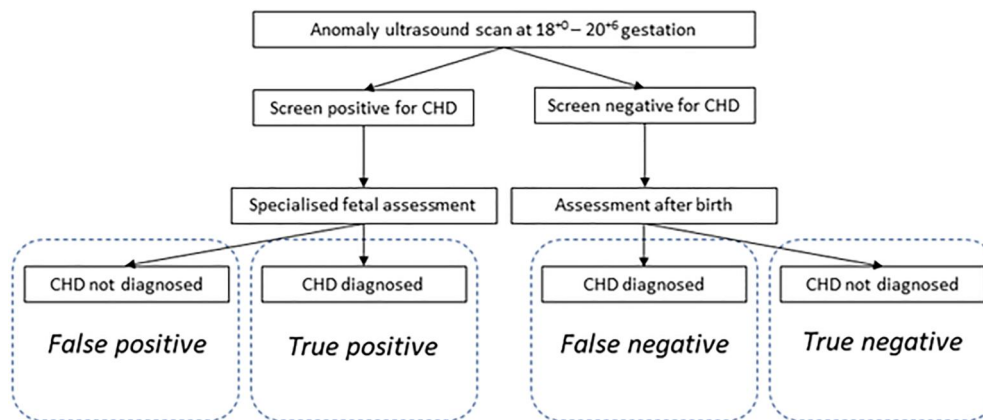 Anomaly ultrasound scan at 18⁺⁰ – 20⁺⁶ gestation
Screen positive for CHD
Screen negative for CHD
Specialised fetal assessment
Assessment after birth
CHD not diagnosed
CHD diagnosed
CHD diagnosed
CHD not diagnosed
False positive
True positive
False negative
True negative